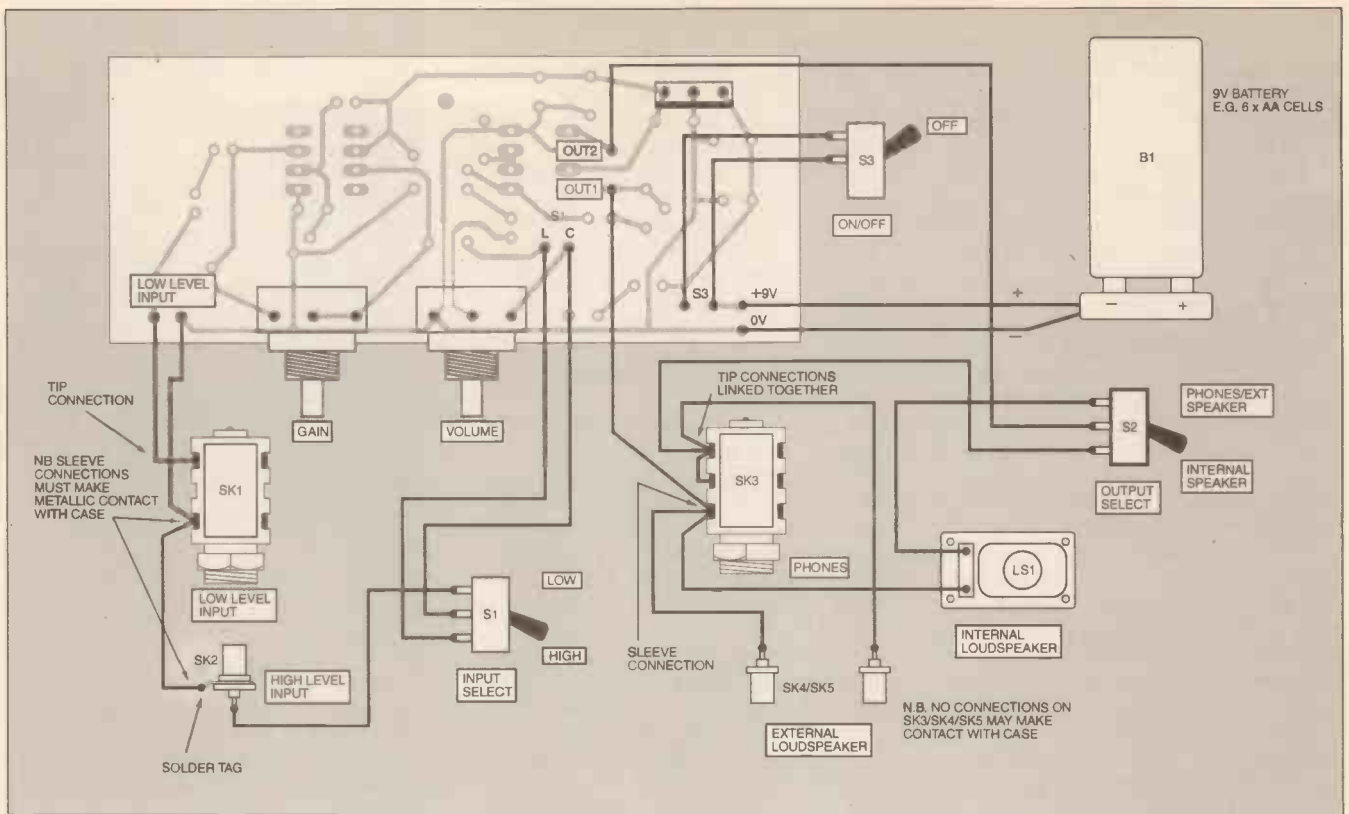 9V BATTERY
E.G. 6 x AA CELLS
B1
OFF
S3
ON/OFF
OUT2
OUT1
S1
L C
LOW LEVEL
INPUT
S3
+9V
0V
+
−
− +
TIP
CONNECTION
GAIN
VOLUME
TIP CONNECTIONS
LINKED TOGETHER
NB SLEEVE
CONNECTIONS
MUST MAKE
METALLIC CONTACT
WITH CASE
SK1
SK3
S2
PHONES/EXT
SPEAKER
INTERNAL
SPEAKER
OUTPUT
SELECT
PHONES
LS1
LOW LEVEL
INPUT
LOW
S1
HIGH
INPUT
SELECT
SK2
HIGH LEVEL
INPUT
SOLDER TAG
SLEEVE
CONNECTION
SK4/SK5
EXTERNAL
LOUDSPEAKER
INTERNAL
LOUDSPEAKER
N.B. NO CONNECTIONS ON
SK3/SK4/SK5 MAY MAKE
CONTACT WITH CASE